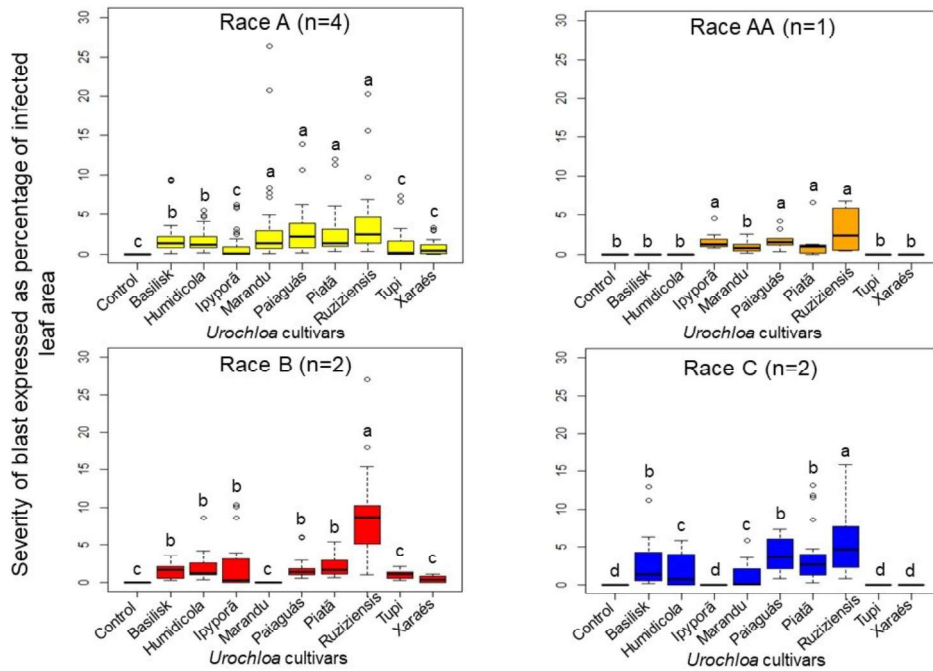 Severity of blast expressed as percentage of infected
leaf area
Race A (n=4)
30
25
20
15
10
5
0
c b b c a a a a c c
Control Basilisk Humidicola Ipyporã Marandu Paiaguás Piatã Ruziziensis Tupi Xaraés
Urochloa cultivars
Race AA (n=1)
30
25
20
15
10
5
0
b b b a a a a a b b
Control Basilisk Humidicola Ipyporã Marandu Paiaguás Piatã Ruziziensis Tupi Xaraés
Urochloa cultivars
Race B (n=2)
30
25
20
15
10
5
0
c b b b c b b a c c
Control Basilisk Humidicola Ipyporã Marandu Paiaguás Piatã Ruziziensis Tupi Xaraés
Urochloa cultivars
Race C (n=2)
30
25
20
15
10
5
0
d b c d c b b a d d
Control Basilisk Humidicola Ipyporã Marandu Paiaguás Piatã Ruziziensis Tupi Xaraés
Urochloa cultivars